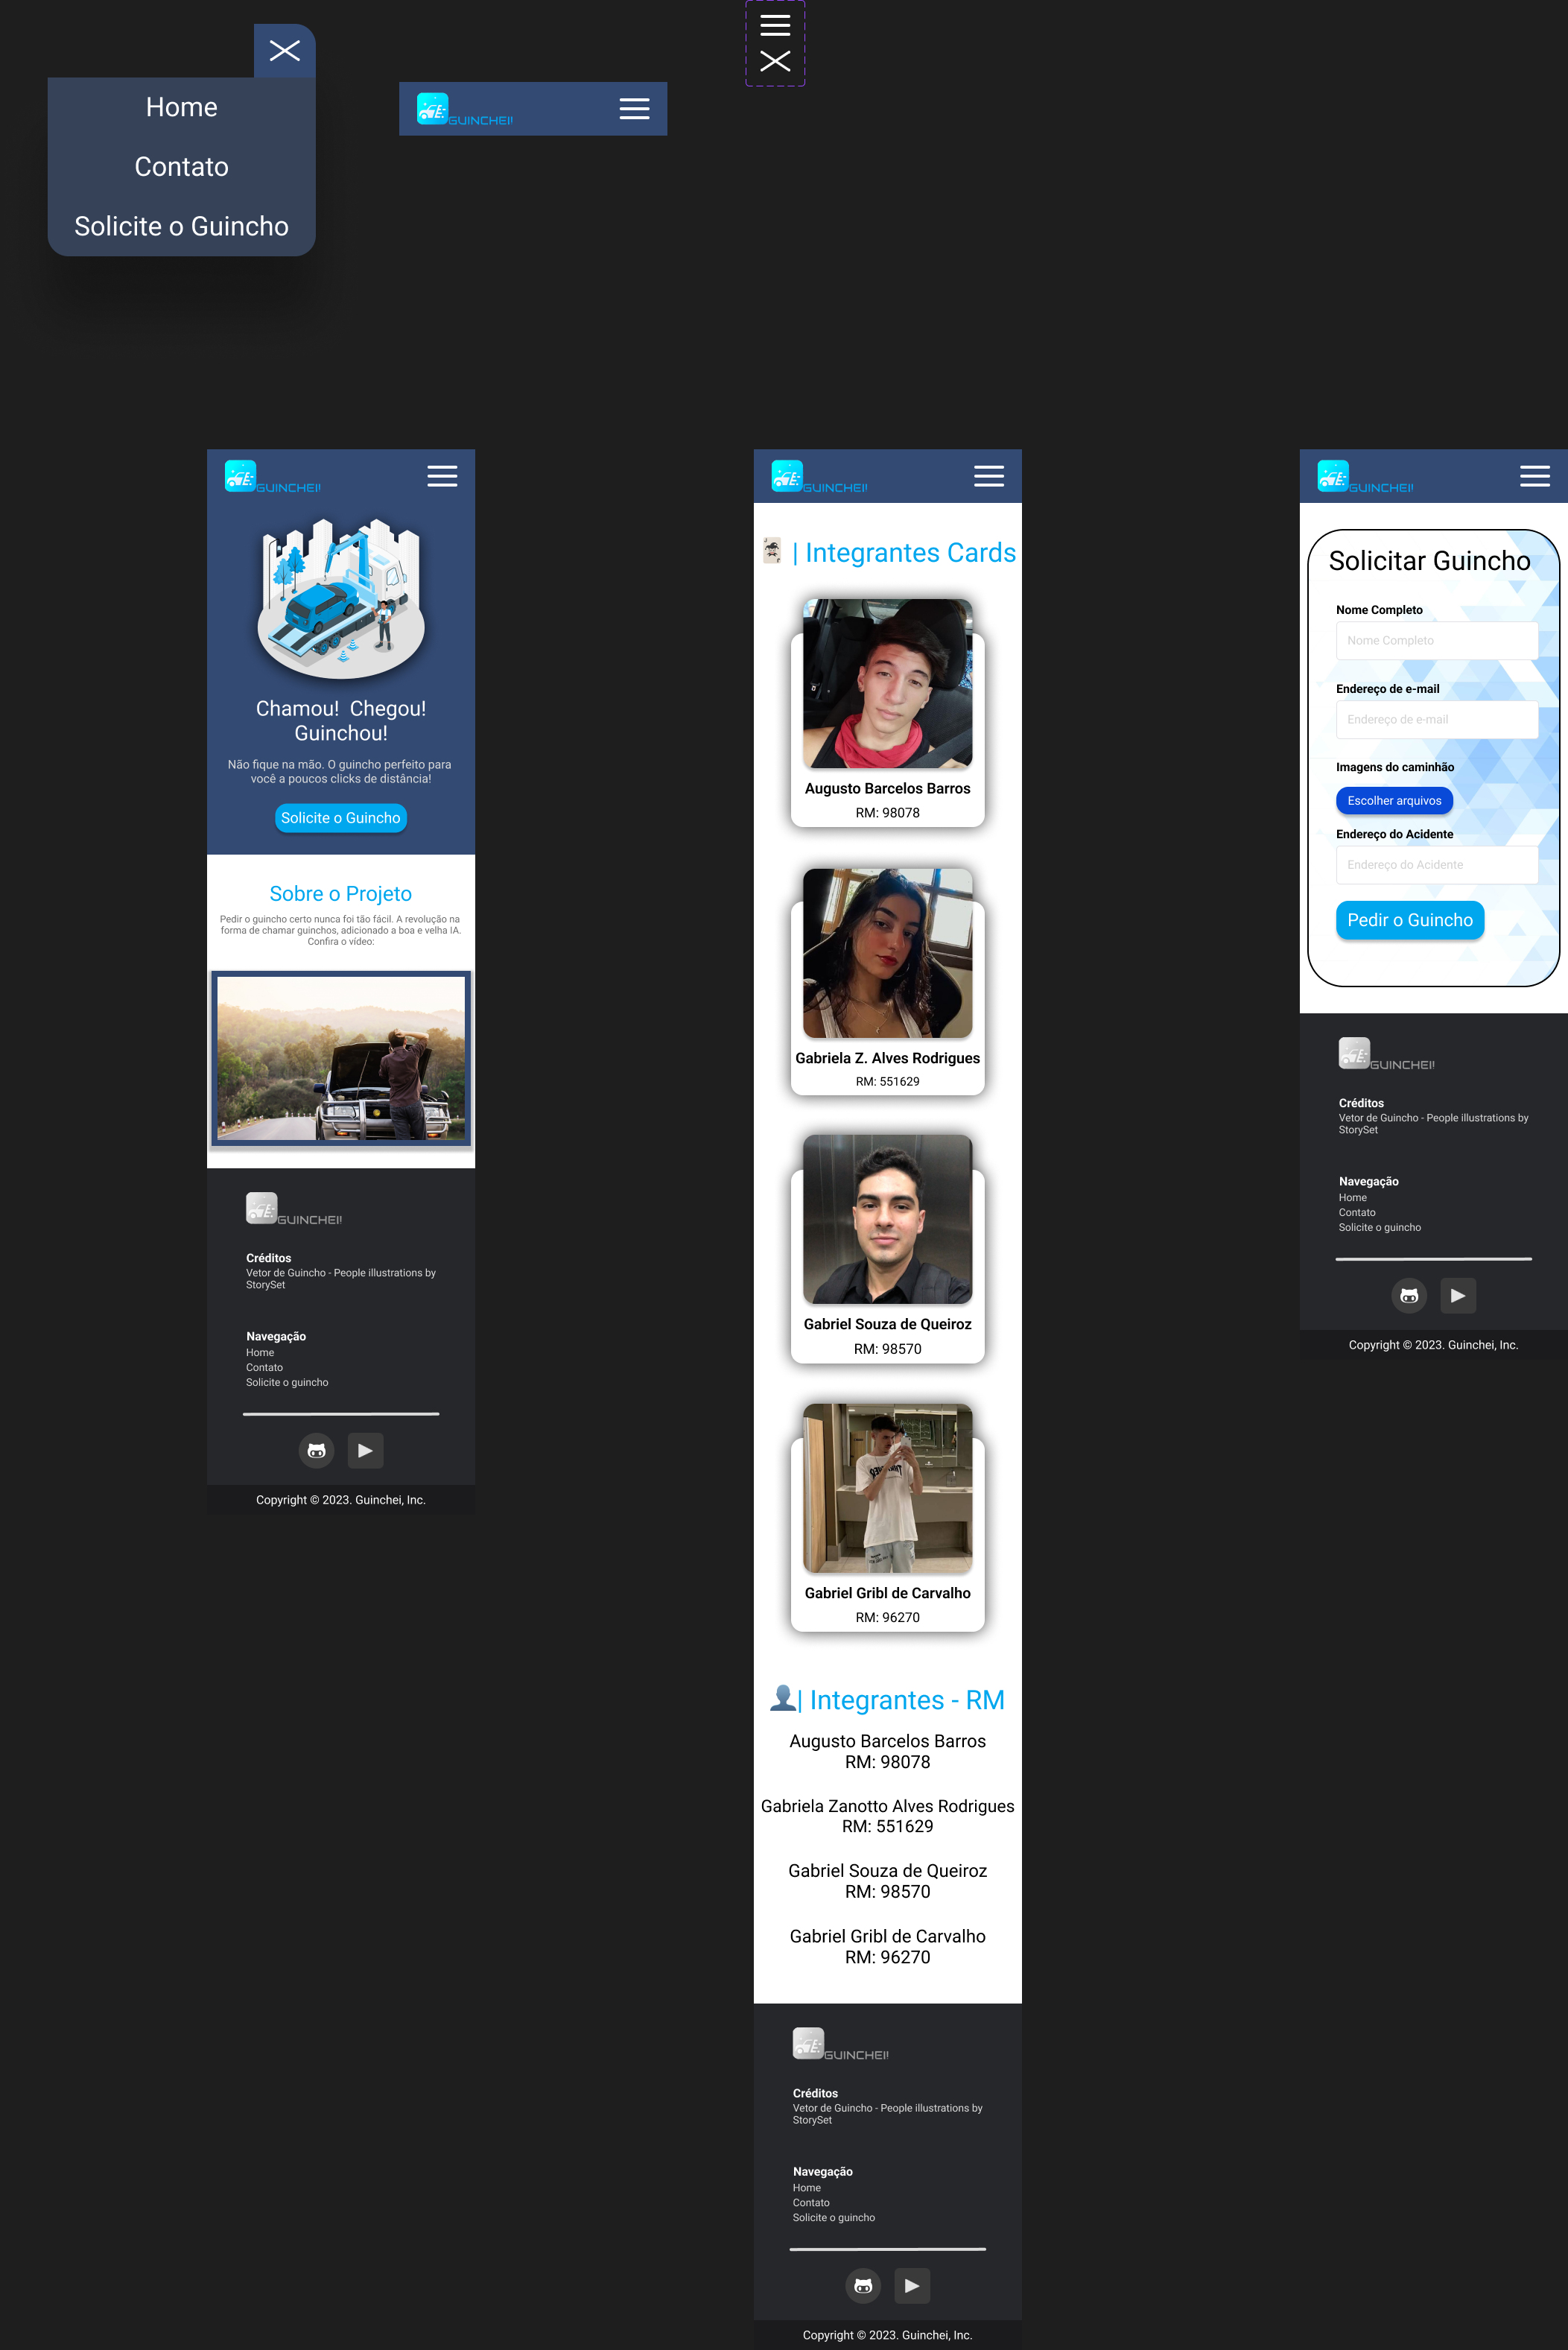 Home
Contato
Solicite o Guincho
GUINCHEI!
GUINCHEI!
Chamou!  Chegou!
Guinchou!
Não fique na mão. O guincho perfeito para
você a poucos clicks de distância!
Solicite o Guincho
Sobre o Projeto
Pedir o guincho certo nunca foi tão fácil. A revolução na
forma de chamar guinchos, adicionado a boa e velha IA.
Confira o vídeo:
GUINCHEI!
Créditos
Vetor de Guincho - People illustrations by
StorySet
Navegação
Home
Contato
Solicite o guincho
Copyright © 2023. Guinchei, Inc.
GUINCHEI!
| Integrantes Cards
Augusto Barcelos Barros
RM: 98078
Gabriela Z. Alves Rodrigues
RM: 551629
Gabriel Souza de Queiroz
RM: 98570
Gabriel Gribl de Carvalho
RM: 96270
| Integrantes - RM
Augusto Barcelos Barros
RM: 98078
Gabriela Zanotto Alves Rodrigues
RM: 551629
Gabriel Souza de Queiroz
RM: 98570
Gabriel Gribl de Carvalho
RM: 96270
GUINCHEI!
Créditos
Vetor de Guincho - People illustrations by
StorySet
Navegação
Home
Contato
Solicite o guincho
Copyright © 2023. Guinchei, Inc.
GUINCHEI!
Solicitar Guincho
Nome Completo
Nome Completo
Endereço de e-mail
Endereço de e-mail
Imagens do caminhão
Escolher arquivos
Endereço do Acidente
Endereço do Acidente
Pedir o Guincho
GUINCHEI!
Créditos
Vetor de Guincho - People illustrations by
StorySet
Navegação
Home
Contato
Solicite o guincho
Copyright © 2023. Guinchei, Inc.